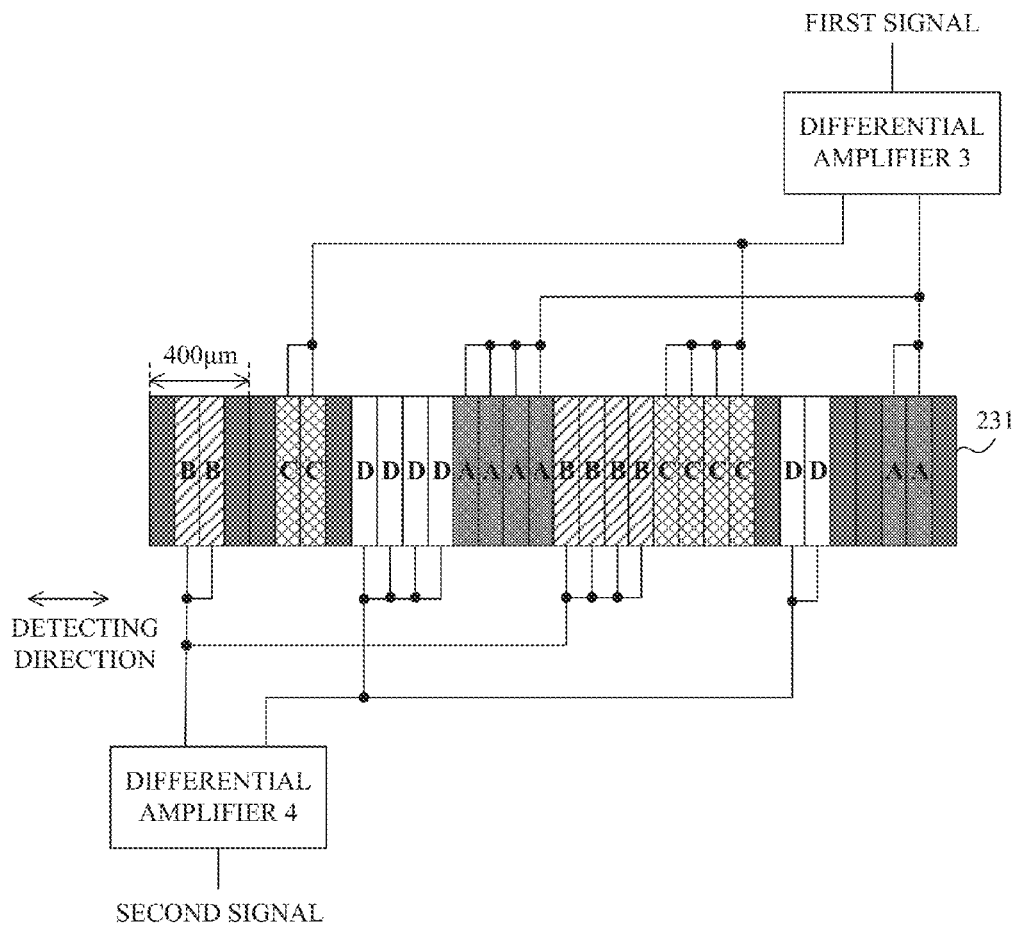 FIRST SIGNAL
DIFFERENTIAL
AMPLIFIER 3
400μm
231
B B C C D D D D A A A A B B B B C C C C D D A A
DETECTING
DIRECTION
DIFFERENTIAL
AMPLIFIER 4
SECOND SIGNAL